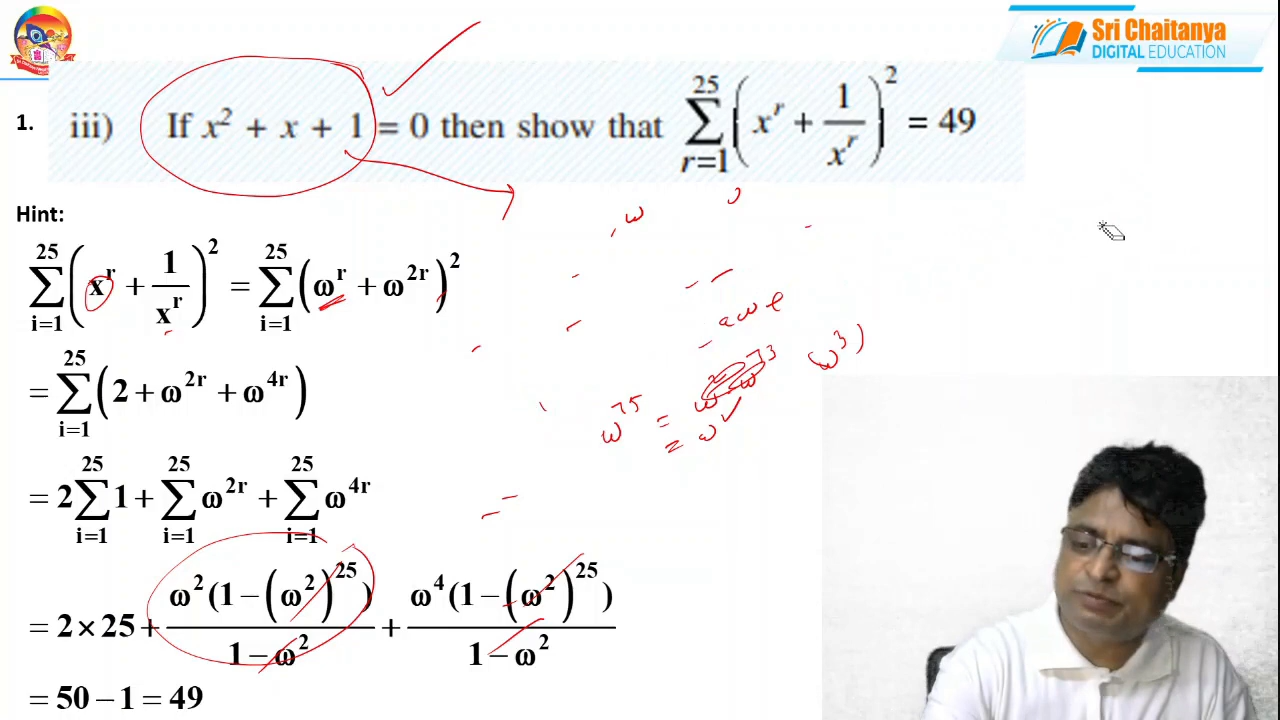 Sri Chaitanya
DIGITAL EDUCATION
1. iii) If x² + x + 1 = 0 then show that ∑_{r=1}^{25} (x^r + 1/x^r)² = 49
Hint:
∑_{i=1}^{25} (x^r + 1/x^r)² = ∑_{i=1}^{25} (ω^r + ω^{2r})²
= ∑_{i=1}^{25} (2 + ω^{2r} + ω^{4r})
= 2∑_{i=1}^{25} 1 + ∑_{i=1}^{25} ω^{2r} + ∑_{i=1}^{25} ω^{4r}
= 2 × 25 + ω²(1 − (ω²)^{25}) / (1 − ω²) + ω⁴(1 − (ω²)^{25}) / (1 − ω²)
= 50 − 1 = 49
ω
(ω³)